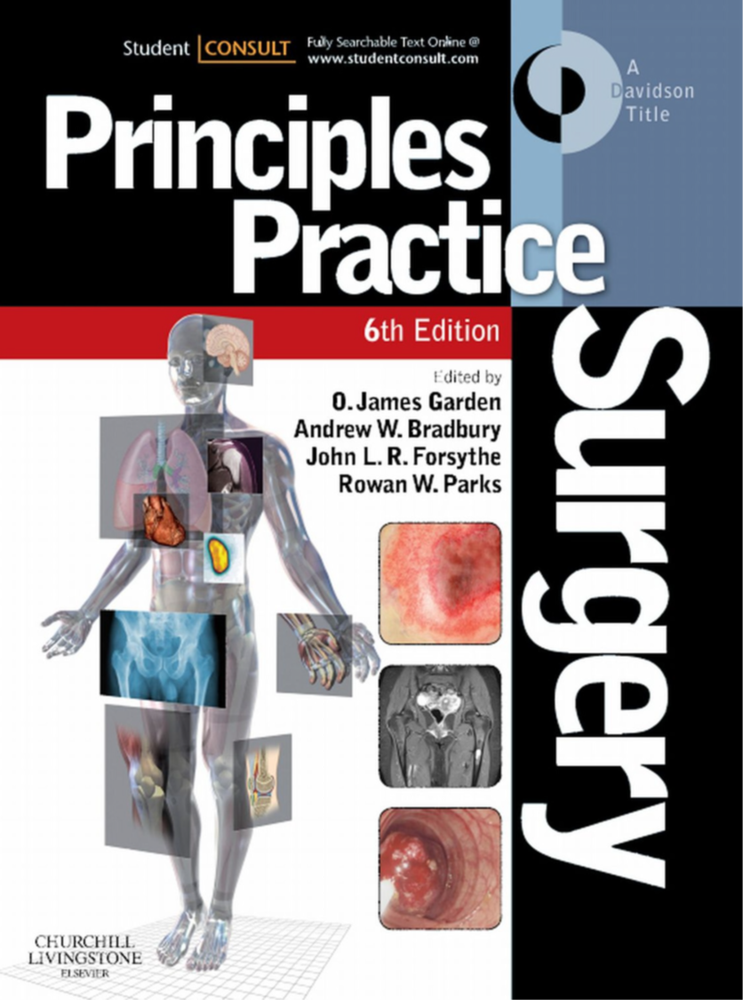 Student CONSULT
Fully Searchable Text Online @
www.studentconsult.com
A
Davidson
Title
Principles
Practice
Surgery
6th Edition
Edited by
O. James Garden
Andrew W. Bradbury
John L. R. Forsythe
Rowan W. Parks
CHURCHILL
LIVINGSTONE
ELSEVIER